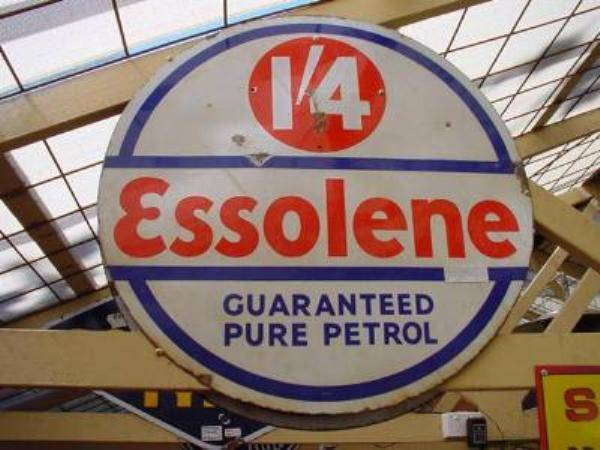 1/4
Essolene
GUARANTEED
PURE PETROL
S